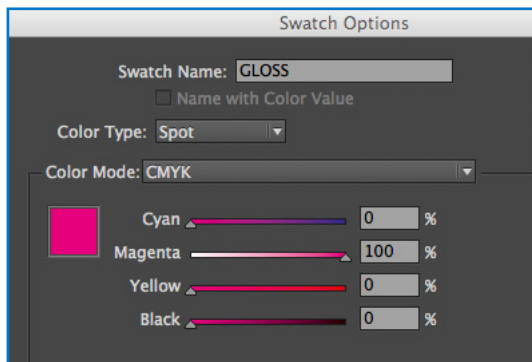 Swatch Options
Swatch Name: GLOSS
Name with Color Value
Color Type: Spot
Color Mode: CMYK
Cyan 0 %
Magenta 100 %
Yellow 0 %
Black 0 %